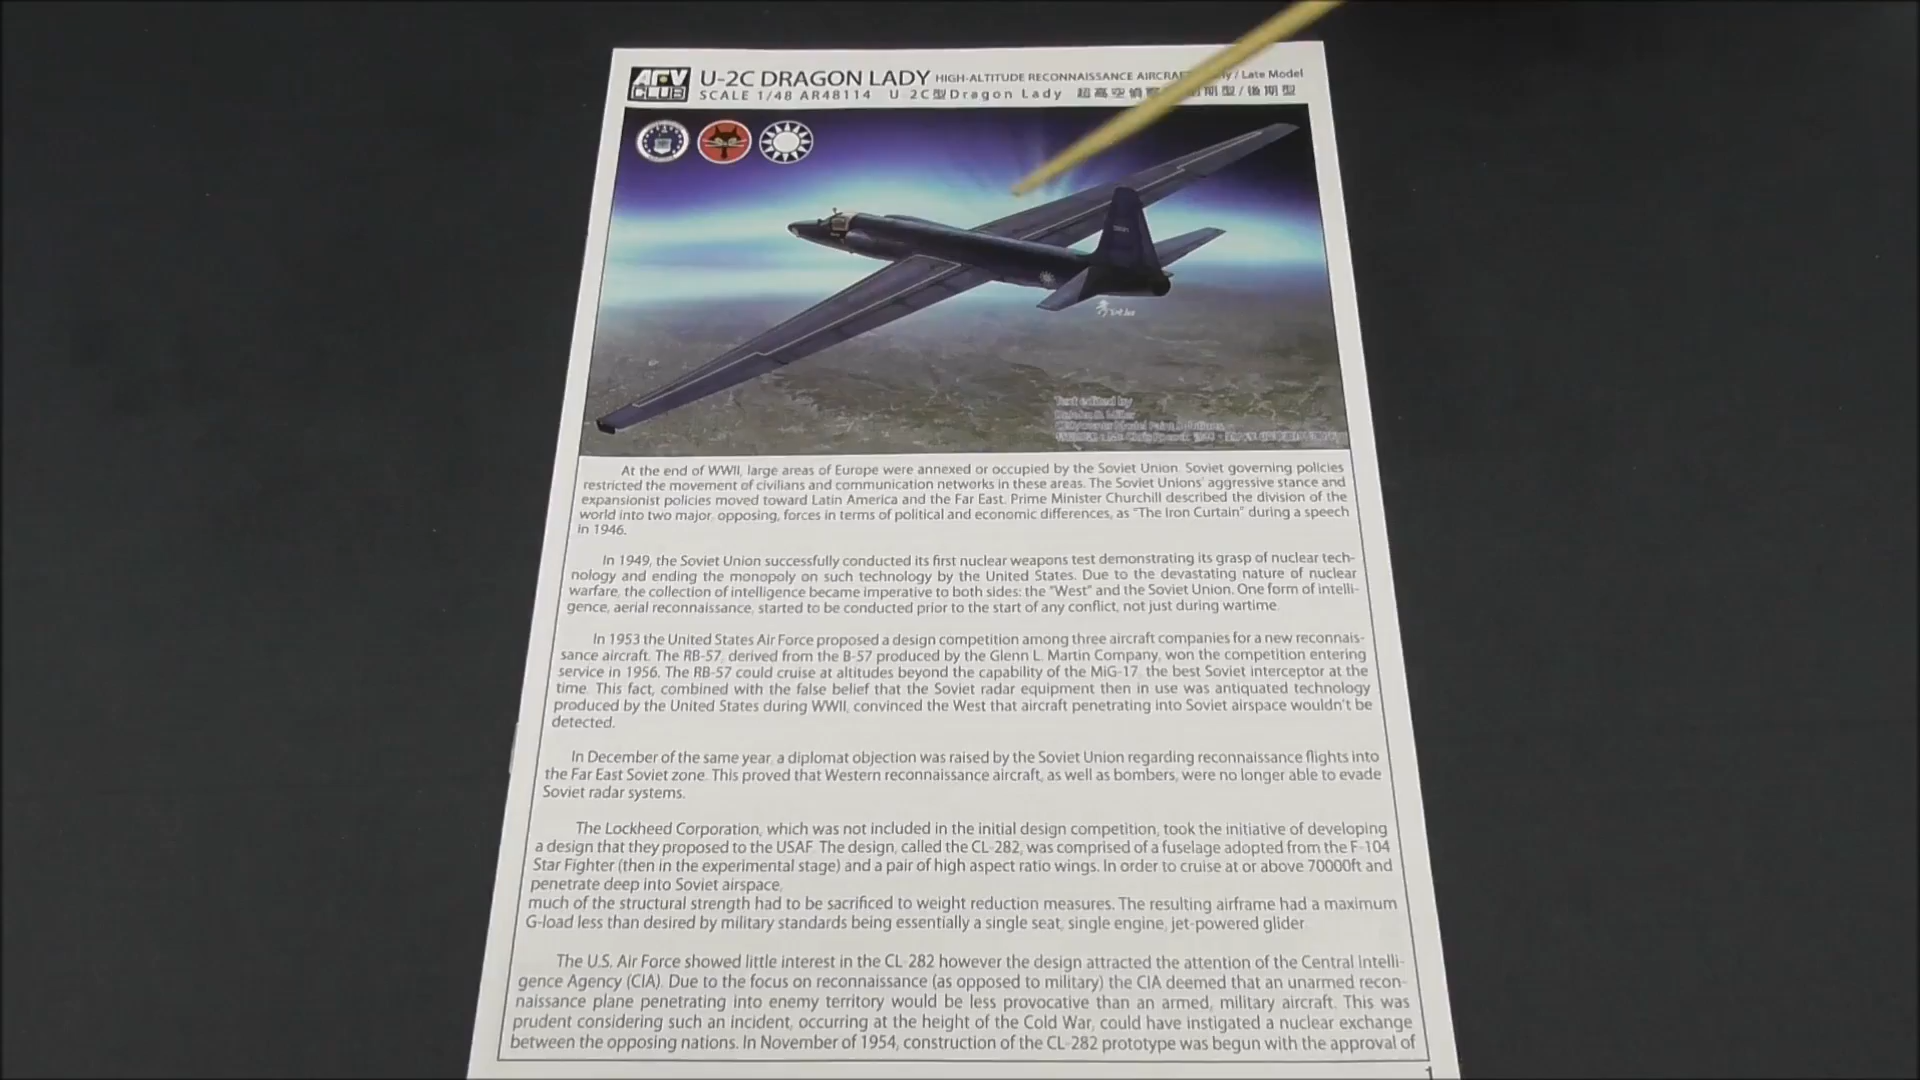 AFV CLUB
U-2C DRAGON LADY HIGH-ALTITUDE RECONNAISSANCE AIRCRAFT / Late Model
SCALE 1/48 AR48114 U-2C型Dragon Lady 超高空偵 期型/後期型
Text edited by
At the end of WWII, large areas of Europe were annexed or occupied by the Soviet Union. Soviet governing policies
restricted the movement of civilians and communication networks in these areas. The Soviet Unions' aggressive stance and
expansionist policies moved toward Latin America and the Far East. Prime Minister Churchill described the division of the
world into two major, opposing, forces in terms of political and economic differences, as "The Iron Curtain" during a speech
in 1946.
In 1949, the Soviet Union successfully conducted its first nuclear weapons test demonstrating its grasp of nuclear tech-
nology and ending the monopoly on such technology by the United States. Due to the devastating nature of nuclear
warfare, the collection of intelligence became imperative to both sides: the "West" and the Soviet Union. One form of intelli-
gence, aerial reconnaissance, started to be conducted prior to the start of any conflict, not just during wartime.
In 1953 the United States Air Force proposed a design competition among three aircraft companies for a new reconnais-
sance aircraft. The RB-57, derived from the B-57 produced by the Glenn L. Martin Company, won the competition entering
service in 1956. The RB-57 could cruise at altitudes beyond the capability of the MiG-17, the best Soviet interceptor at the
time. This fact, combined with the false belief that the Soviet radar equipment then in use was antiquated technology
produced by the United States during WWII, convinced the West that aircraft penetrating into Soviet airspace wouldn't be
detected.
In December of the same year, a diplomat objection was raised by the Soviet Union regarding reconnaissance flights into
the Far East Soviet zone. This proved that Western reconnaissance aircraft, as well as bombers, were no longer able to evade
Soviet radar systems.
The Lockheed Corporation, which was not included in the initial design competition, took the initiative of developing
a design that they proposed to the USAF. The design, called the CL-282, was comprised of a fuselage adopted from the F-104
Star Fighter (then in the experimental stage) and a pair of high aspect ratio wings. In order to cruise at or above 70000ft and
penetrate deep into Soviet airspace,
much of the structural strength had to be sacrificed to weight reduction measures. The resulting airframe had a maximum
G-load less than desired by military standards being essentially a single seat, single engine, jet-powered glider.
The U.S. Air Force showed little interest in the CL-282 however the design attracted the attention of the Central Intelli-
gence Agency (CIA). Due to the focus on reconnaissance (as opposed to military) the CIA deemed that an unarmed recon-
naissance plane penetrating into enemy territory would be less provocative than an armed, military aircraft. This was
prudent considering such an incident, occurring at the height of the Cold War, could have instigated a nuclear exchange
between the opposing nations. In November of 1954, construction of the CL-282 prototype was begun with the approval of
1